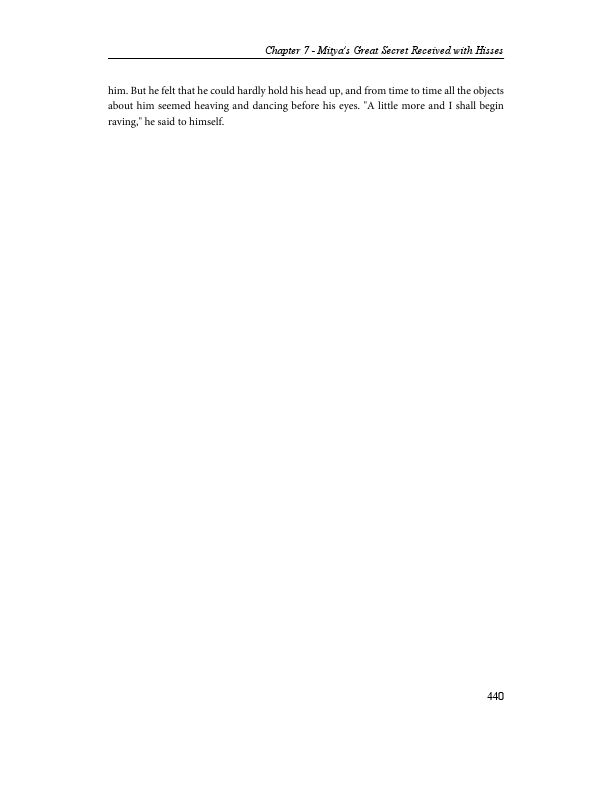 Chapter 7 - Mitya's Great Secret Received with Hisses
him. But he felt that he could hardly hold his head up, and from time to time all the objects
about him seemed heaving and dancing before his eyes. "A little more and I shall begin
raving," he said to himself.
440